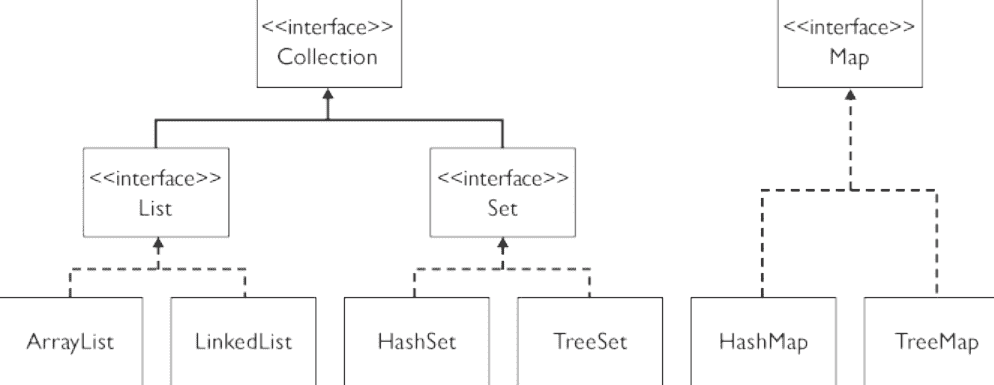 <<interface>>
Collection
<<interface>>
Map
<<interface>>
List
<<interface>>
Set
ArrayList
LinkedList
HashSet
TreeSet
HashMap
TreeMap